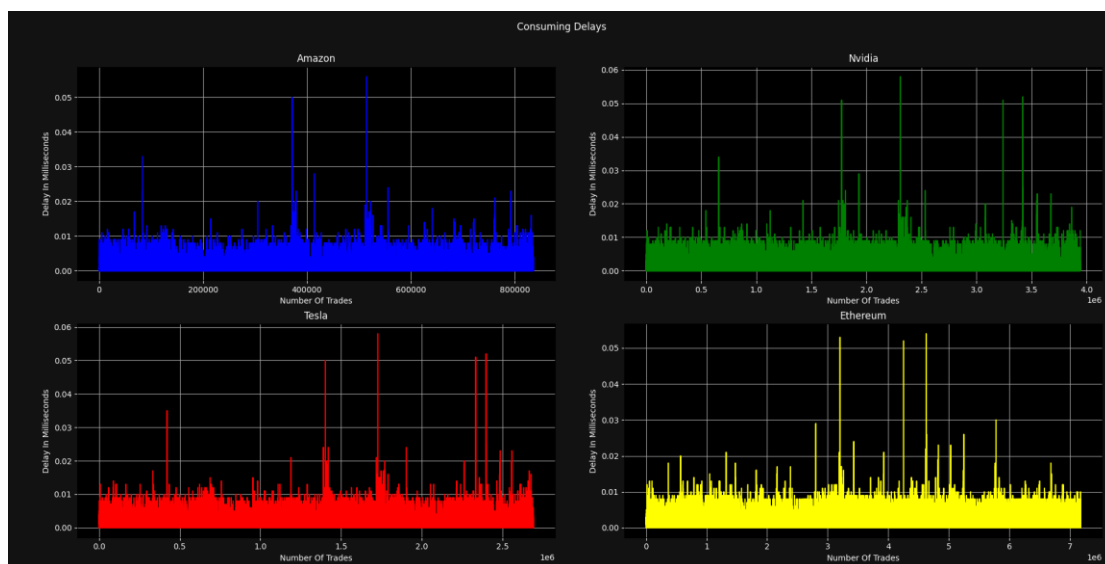 Consuming Delays
Amazon
Delay In Milliseconds
0.05
0.04
0.03
0.02
0.01
0.00
0 200000 400000 600000 800000
Number Of Trades
Nvidia
Delay In Milliseconds
0.06
0.05
0.04
0.03
0.02
0.01
0.00
0.0 0.5 1.0 1.5 2.0 2.5 3.0 3.5 4.0
1e6
Number Of Trades
Tesla
Delay In Milliseconds
0.06
0.05
0.04
0.03
0.02
0.01
0.00
0.0 0.5 1.0 1.5 2.0 2.5
1e6
Number Of Trades
Ethereum
Delay In Milliseconds
0.05
0.04
0.03
0.02
0.01
0.00
0 1 2 3 4 5 6 7
1e6
Number Of Trades